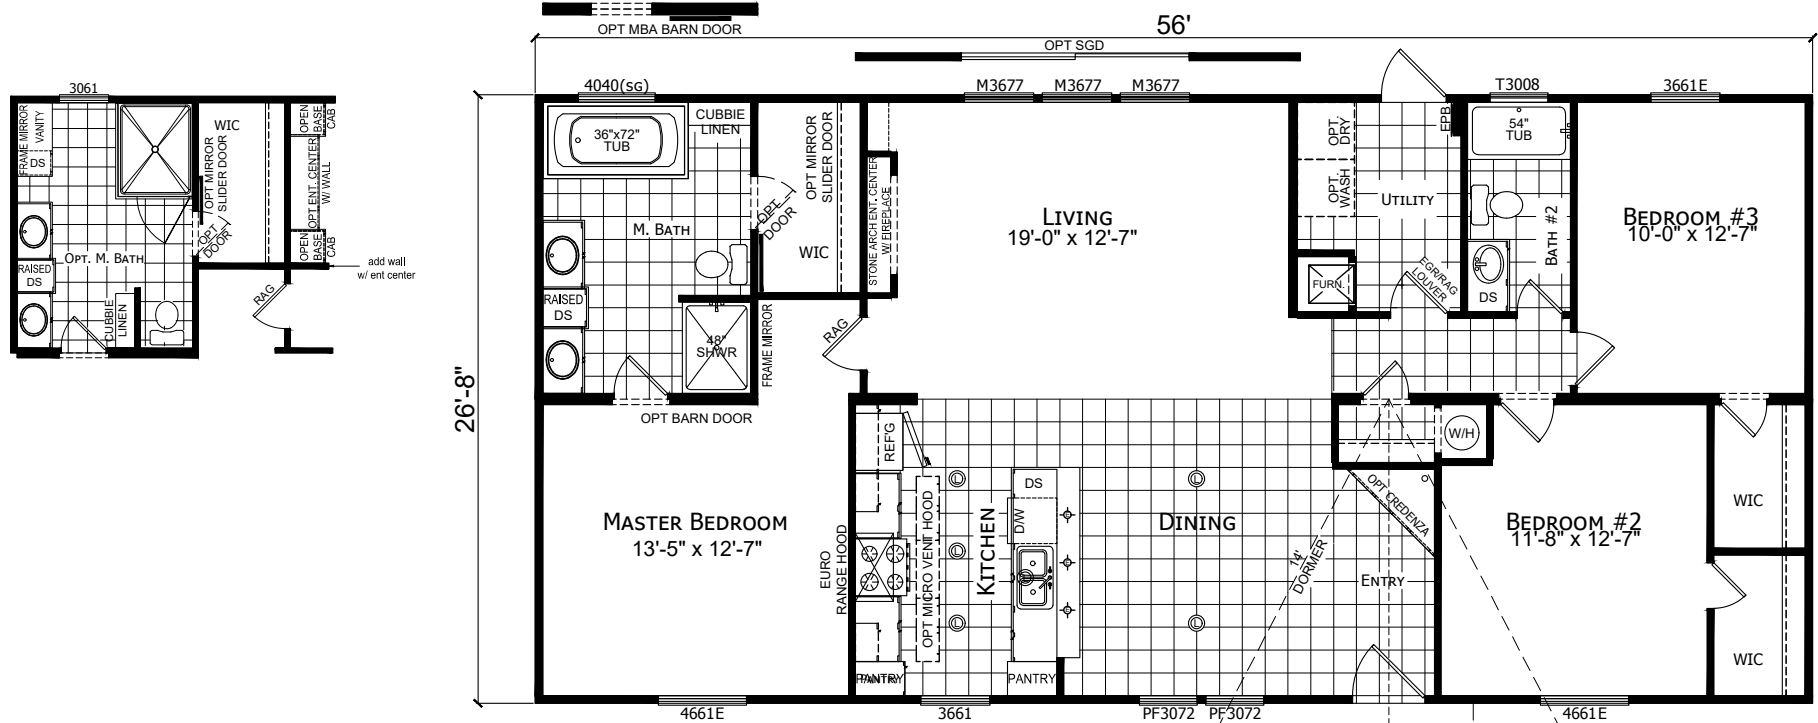 OPT MBA BARN DOOR
56'
OPT SGD
3061
4040(sg)
M3677
M3677
M3677
T3008
3661E
FRAME MIRROR
VANITY
DS
WIC
OPT MIRROR
SLIDER DOOR
OPEN
BASE
CAB
OPT ENT. CENTER
W/ WALL
OPEN
BASE
CAB
OPT
DOOR
OPT. M. BATH
RAISED
DS
CUBBIE
LINEN
RAG
add wall
w/ ent center
26'-8"
36"x72"
TUB
CUBBIE
LINEN
OPT MIRROR
SLIDER DOOR
OPT
DOOR
M. BATH
WIC
STONE ARCH ENT. CENTER
W/ FIREPLACE
RAISED
DS
48"
SHWR
FRAME MIRROR
RAG
OPT BARN DOOR
LIVING
19'-0" x 12'-7"
OPT.
DRY
OPT.
WASH
EPB
UTILITY
FURN.
EGR/RAG
LOUVER
54"
TUB
BATH #2
DS
BEDROOM #3
10'-0" x 12'-7"
MASTER BEDROOM
13'-5" x 12'-7"
REF'G
EURO
RANGE HOOD
OPT MICRO VENT HOOD
KITCHEN
DS
D/W
PANTRY
PANTRY
PANTRY
DINING
14'
DORMER
OPT CREDENZA
ENTRY
W/H
BEDROOM #2
11'-8" x 12'-7"
WIC
WIC
4661E
3661
PF3072
PF3072
4661E